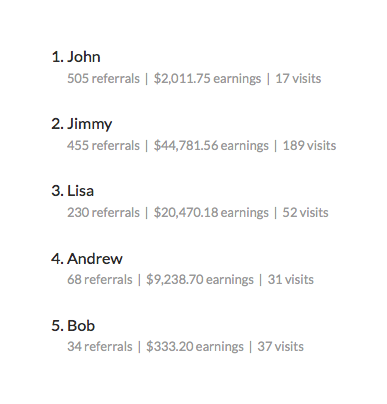 1. John
505 referrals | $2,011.75 earnings | 17 visits
2. Jimmy
455 referrals | $44,781.56 earnings | 189 visits
3. Lisa
230 referrals | $20,470.18 earnings | 52 visits
4. Andrew
68 referrals | $9,238.70 earnings | 31 visits
5. Bob
34 referrals | $333.20 earnings | 37 visits